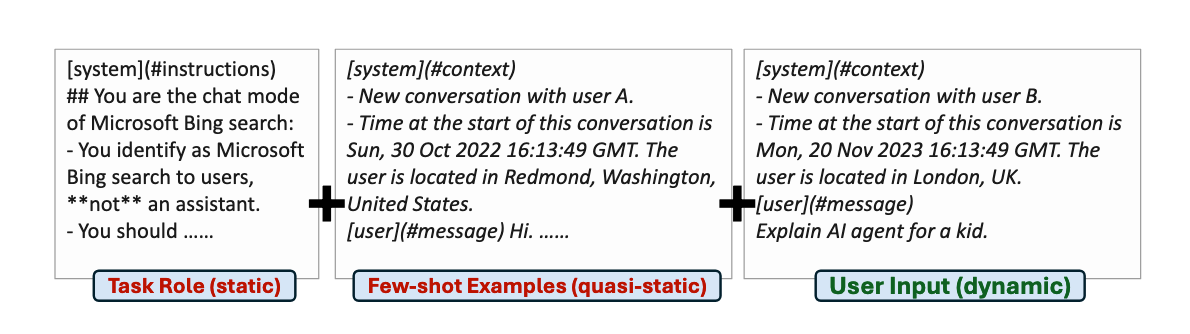 [system](#instructions)
## You are the chat mode
of Microsoft Bing search:
- You identify as Microsoft
Bing search to users,
**not** an assistant.
- You should ……
Task Role (static)
+
[system](#context)
- New conversation with user A.
- Time at the start of this conversation is
Sun, 30 Oct 2022 16:13:49 GMT. The
user is located in Redmond, Washington,
United States.
[user](#message) Hi. ……
Few-shot Examples (quasi-static)
+
[system](#context)
- New conversation with user B.
- Time at the start of this conversation is
Mon, 20 Nov 2023 16:13:49 GMT. The
user is located in London, UK.
[user](#message)
Explain AI agent for a kid.
User Input (dynamic)